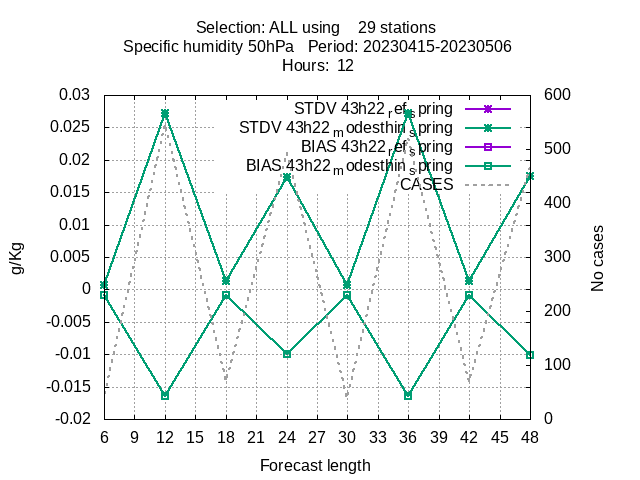 Selection: ALL using    29 stations
Specific humidity 50hPa   Period: 20230415-20230506
Hours:  12
0.03
0.025
0.02
0.015
0.01
0.005
0
-0.005
-0.01
-0.015
-0.02
g/Kg
STDV 43h22_ref_spring
STDV 43h22_modesthin_spring
BIAS 43h22_ref_spring
BIAS 43h22_modesthin_spring
CASES
600
500
400
300
200
100
0
No cases
6 9 12 15 18 21 24 27 30 33 36 39 42 45 48
Forecast length